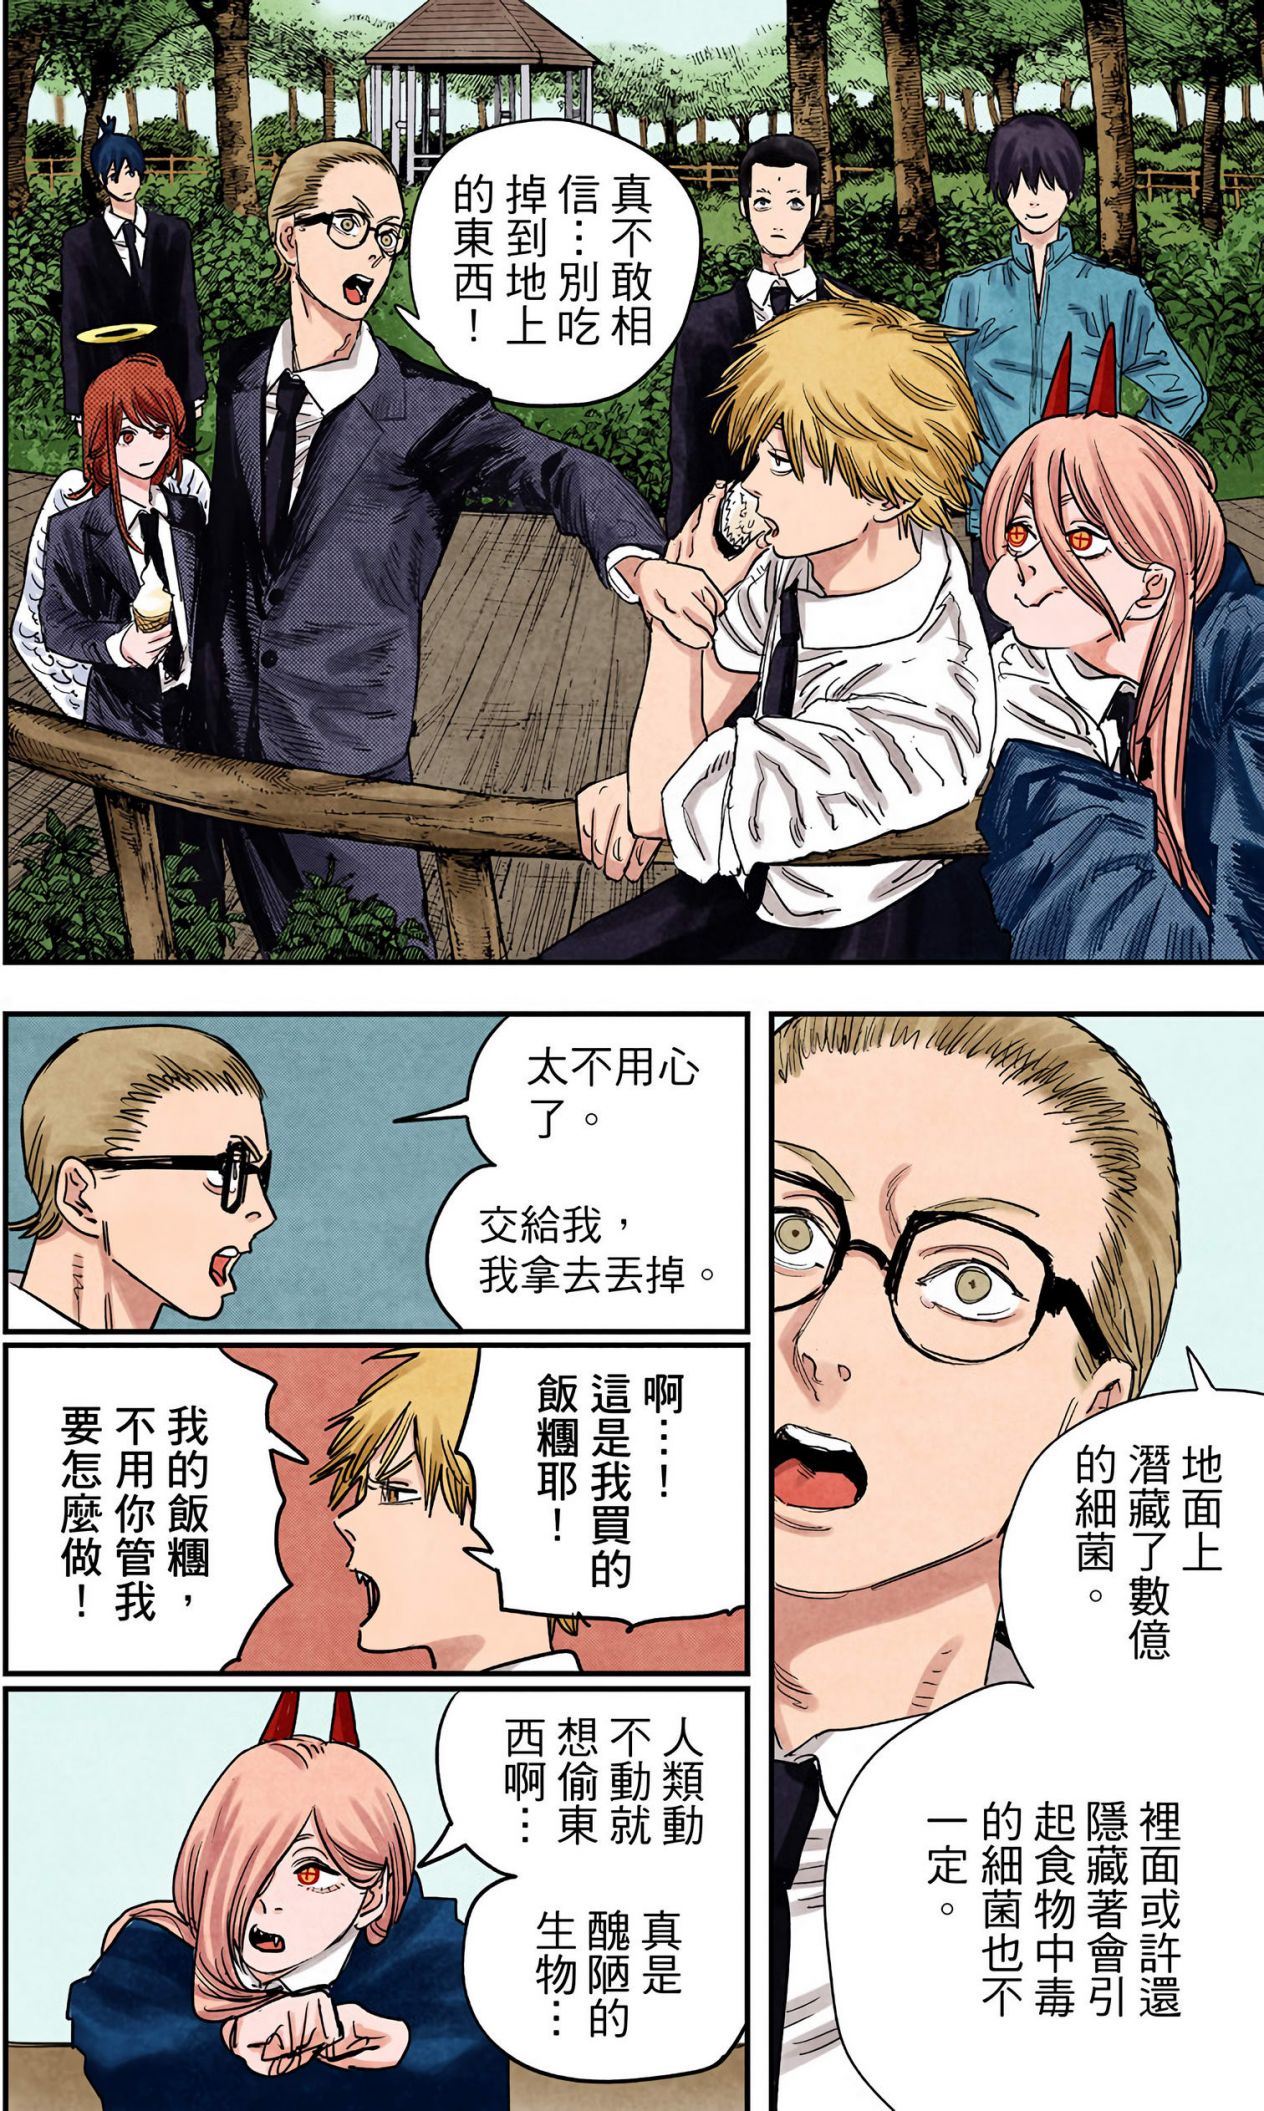 真不敢相
信…別吃
掉到地上
的東西！
地面上
潛藏了數億
的細菌。
裡面或許還
隱藏著會引
起食物中毒
的細菌也不
一定。
太不用心
了。
交給我，
我拿去丟掉。
啊…！
這是我買的
飯糰耶！
我的飯糰，
不用你管我
要怎麼做！
人類動
不動就
想偷東
西啊…
真是
醜陋的
生物…